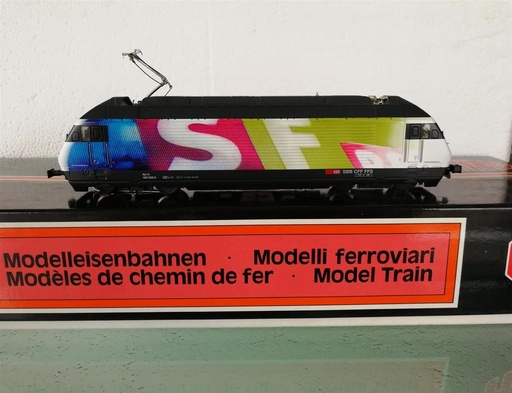 SF
SBB CFF FFS
Modelleisenbahnen · Modelli ferroviari
Modèles de chemin de fer · Model Train